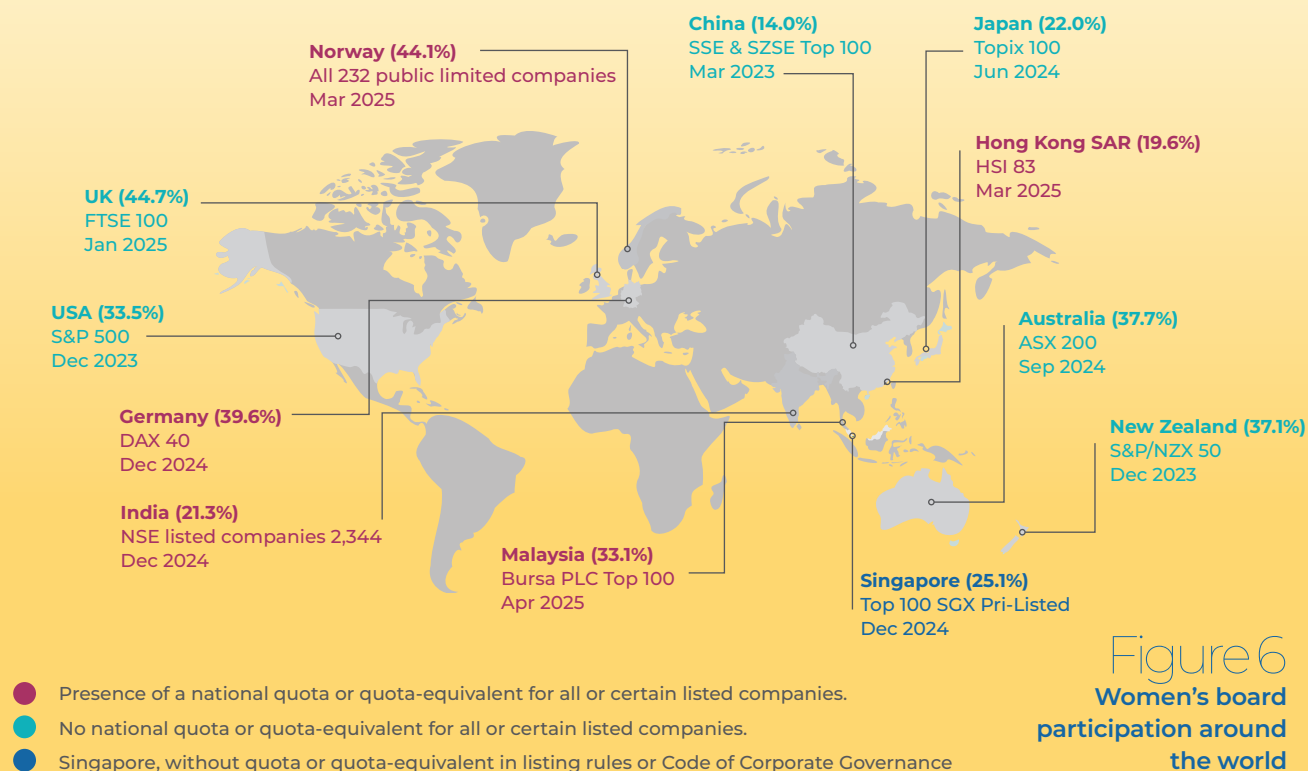 China (14.0%)
SSE & SZSE Top 100
Mar 2023
Japan (22.0%)
Topix 100
Jun 2024
Norway (44.1%)
All 232 public limited companies
Mar 2025
Hong Kong SAR (19.6%)
HSI 83
Mar 2025
UK (44.7%)
FTSE 100
Jan 2025
USA (33.5%)
S&P 500
Dec 2023
Australia (37.7%)
ASX 200
Sep 2024
Germany (39.6%)
DAX 40
Dec 2024
New Zealand (37.1%)
S&P/NZX 50
Dec 2023
India (21.3%)
NSE listed companies 2,344
Dec 2024
Malaysia (33.1%)
Bursa PLC Top 100
Apr 2025
Singapore (25.1%)
Top 100 SGX Pri-Listed
Dec 2024
Figure 6
Women's board
participation around
the world
Presence of a national quota or quota-equivalent for all or certain listed companies.
No national quota or quota-equivalent for all or certain listed companies.
Singapore, without quota or quota-equivalent in listing rules or Code of Corporate Governance